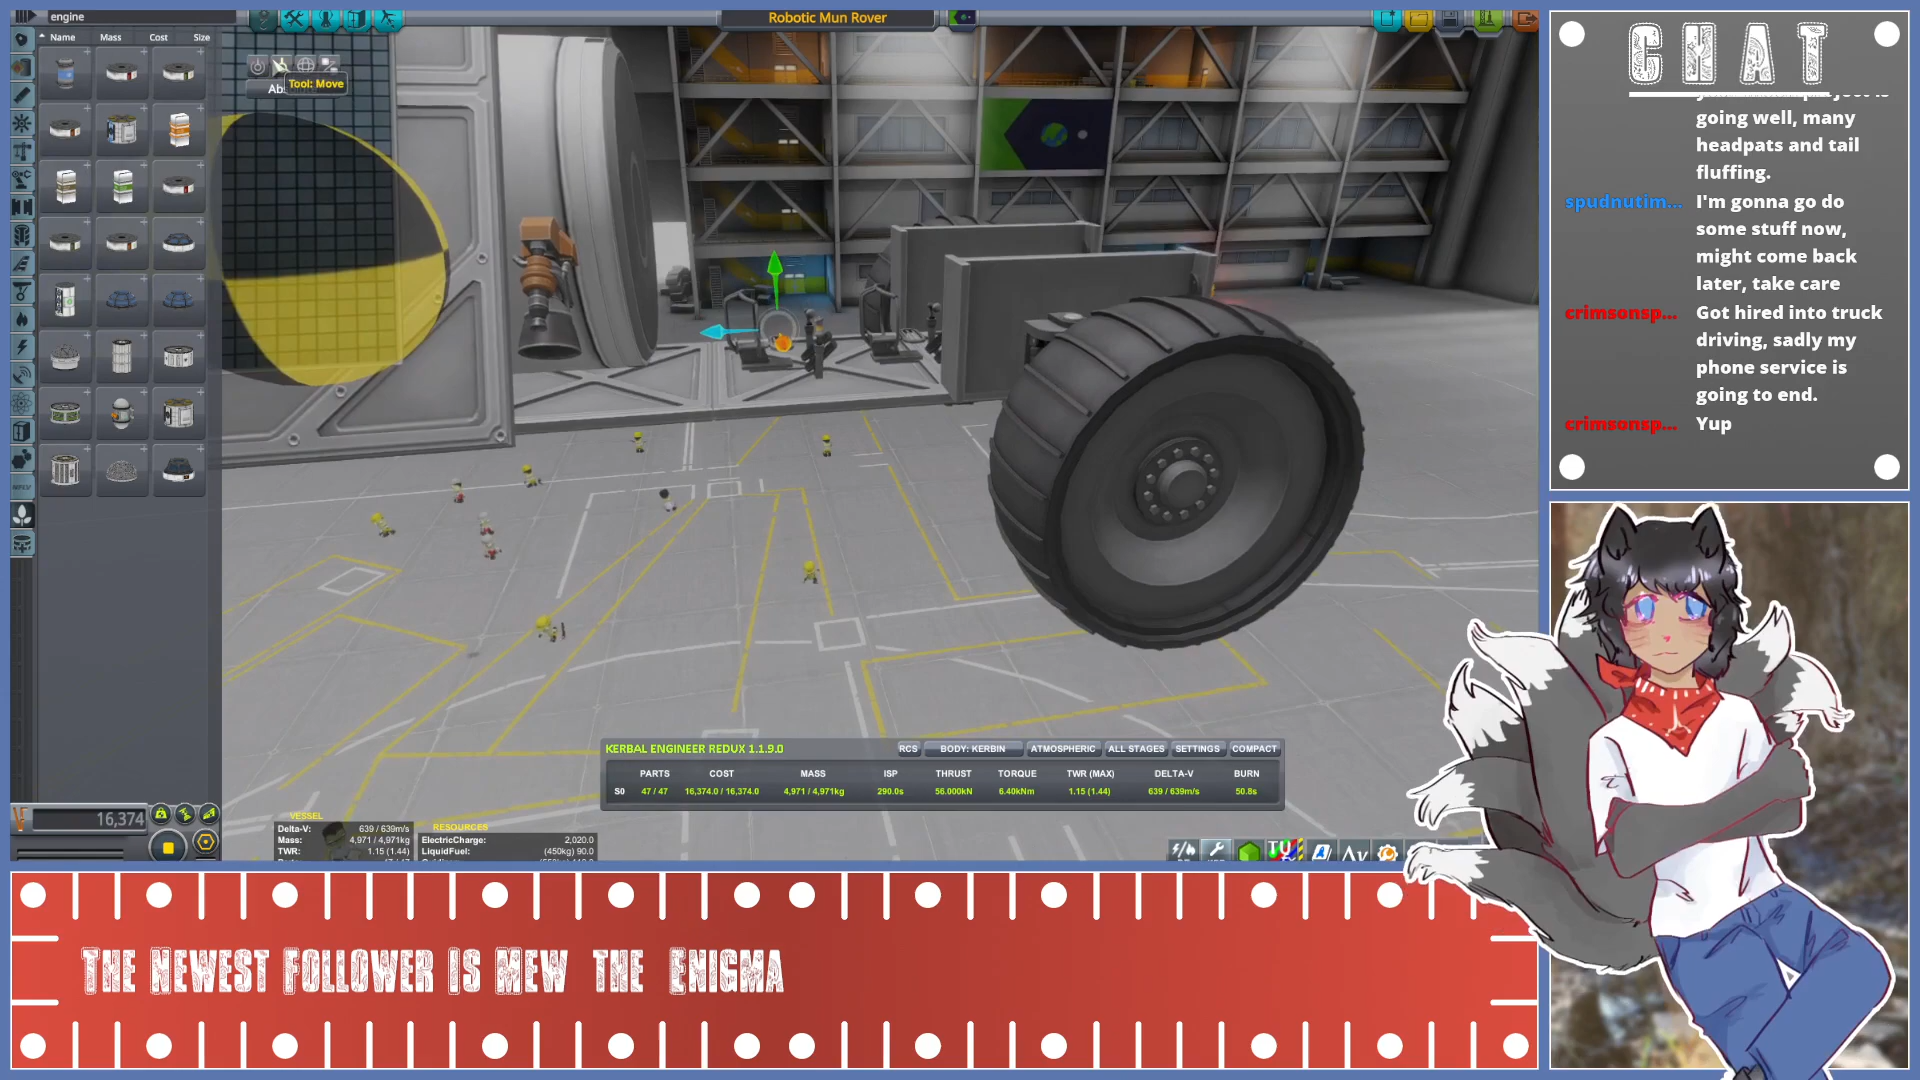 engine
Robotic Mun Rover
Name Mass Cost Size
Tool: Move
CHAT
going well, many
headpats and tail
fluffing.
spudnutim... I'm gonna go do
some stuff now,
might come back
later, take care
crimsonsp... Got hired into truck
driving, sadly my
phone service is
going to end.
crimsonsp... Yup
KERBAL ENGINEER REDUX 1.1.9.0 RCS BODY: KERBIN ATMOSPHERIC ALL STAGES SETTINGS COMPACT
PARTS COST MASS ISP THRUST TORQUE TWR (MAX) DELTA-V BURN
S0 47 / 47 16,374.0 / 16,374.0 4,971 / 4,971kg 290.0s 56.000kN 6.40kNm 1.15 (1.44) 639 / 639m/s 50.8s
16,374
VESSEL
Delta-V: 639 / 639m/s
Mass: 4,971 / 4,971kg
TWR: 1.15 (1.44)
RESOURCES
ElectricCharge: 2,020.0
LiquidFuel: (450kg) 90.0
The Newest Follower Is Mew the Enigma